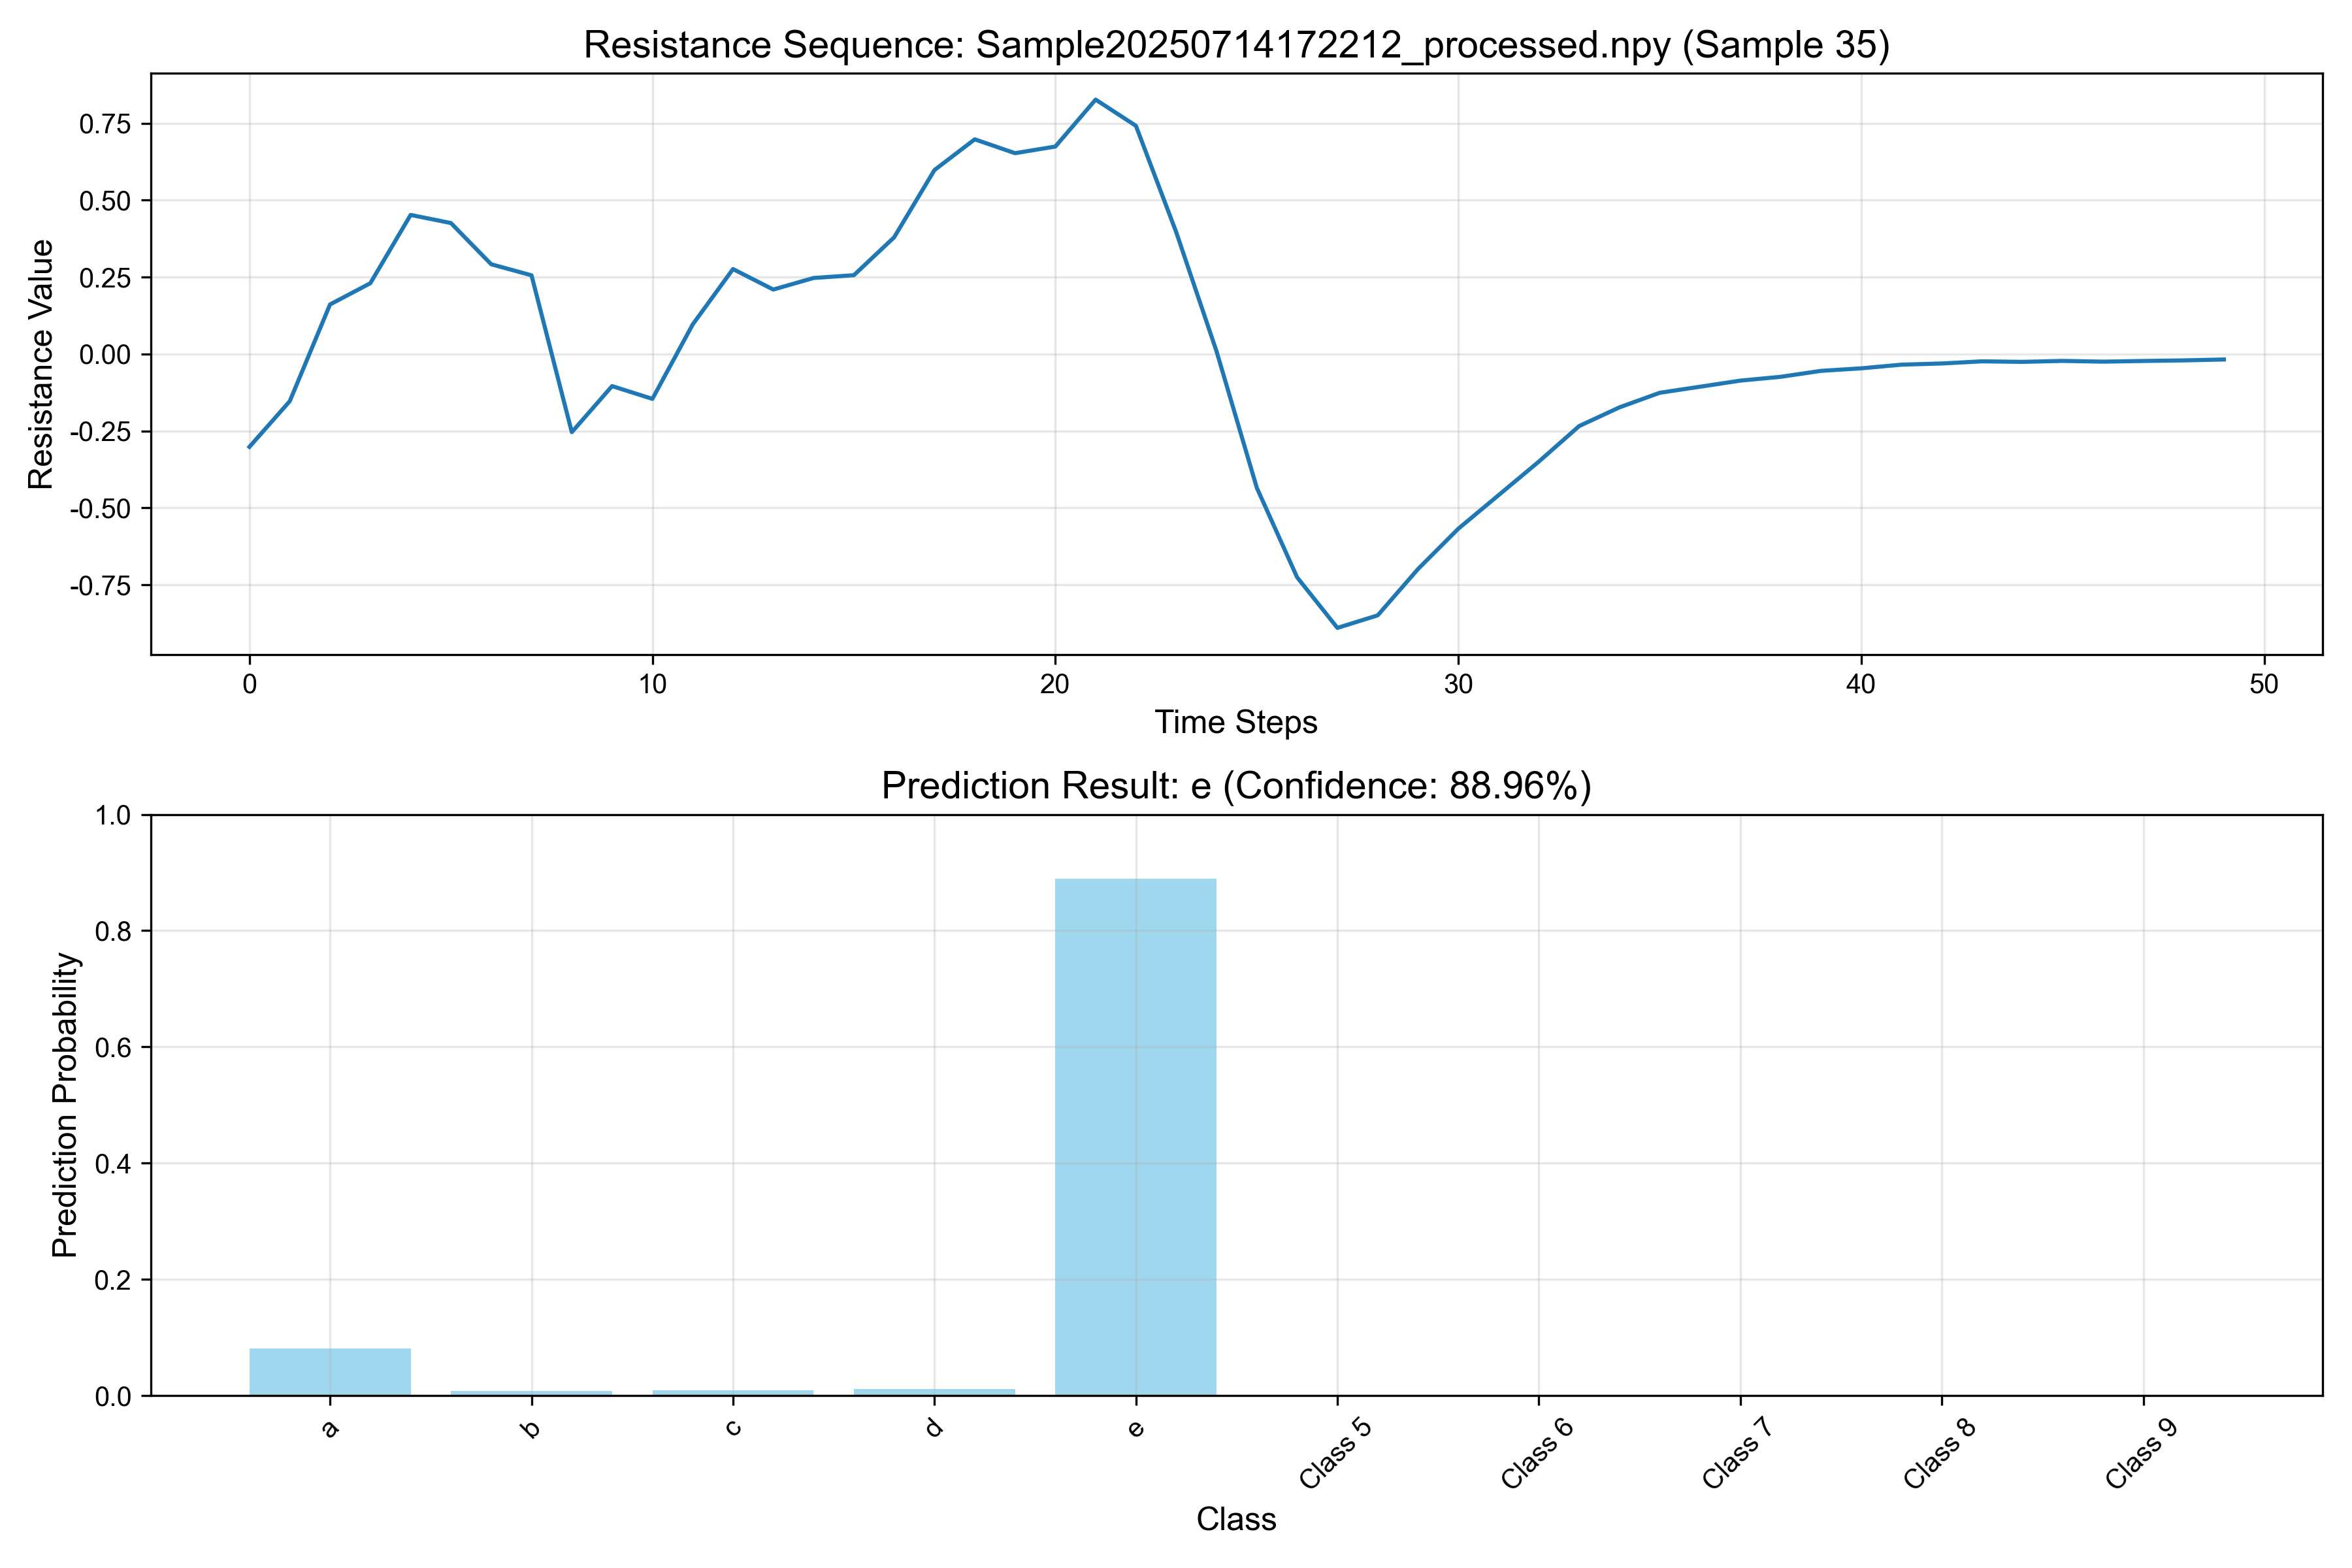 Resistance Sequence: Sample20250714172212_processed.npy (Sample 35)
Resistance Value
0.75
0.50
0.25
0.00
-0.25
-0.50
-0.75
0 10 20 30 40 50
Time Steps
Prediction Result: e (Confidence: 88.96%)
Prediction Probability
1.0
0.8
0.6
0.4
0.2
0.0
a b c d e Class 5 Class 6 Class 7 Class 8 Class 9
Class